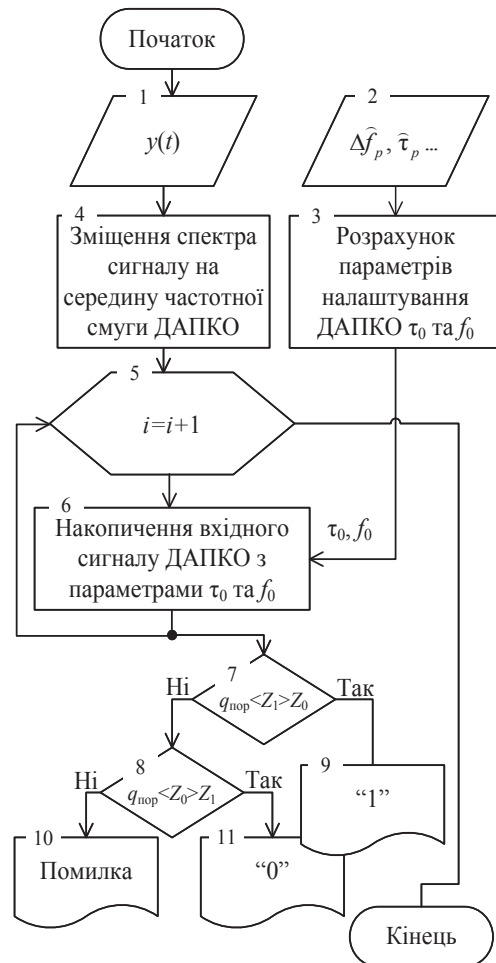 Початок
1
y(t)
2
Δf̂ₚ, τ̂ₚ ...
4
Зміщення спектра
сигналу на
середину частотної
смуги ДАПКО
3
Розрахунок
параметрів
налаштування
ДАПКО τ₀ та f₀
5
i=i+1
6
Накопичення вхідного
сигналу ДАПКО з
параметрами τ₀ та f₀
τ₀, f₀
7
Ні
Так
qпор<Z₁>Z₀
8
Ні
Так
qпор<Z₀>Z₁
9
“1”
10
Помилка
11
“0”
Кінець